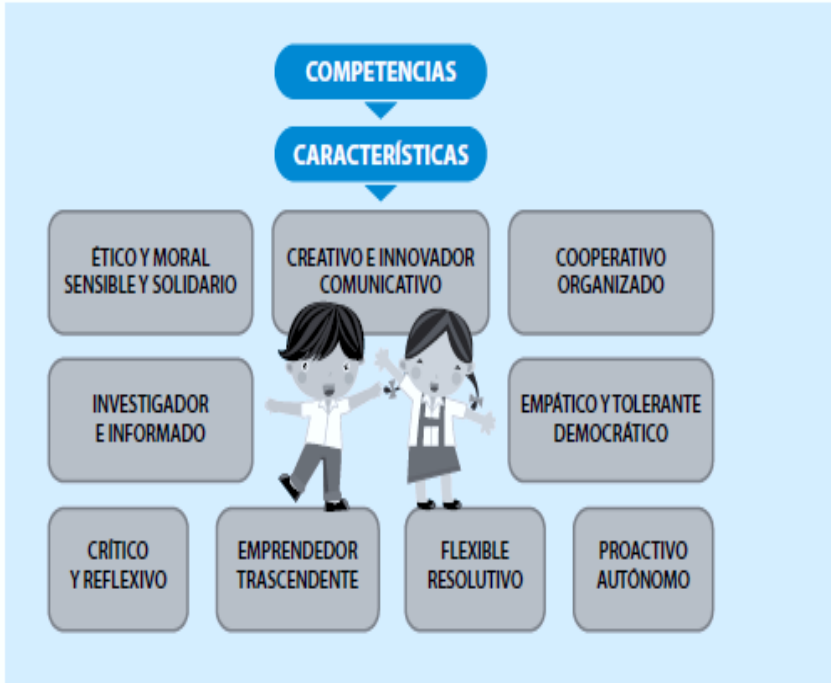 COMPETENCIAS
CARACTERÍSTICAS
ÉTICO Y MORAL
SENSIBLE Y SOLIDARIO
CREATIVO E INNOVADOR
COMUNICATIVO
COOPERATIVO
ORGANIZADO
INVESTIGADOR
E INFORMADO
EMPÁTICO Y TOLERANTE
DEMOCRÁTICO
CRÍTICO
Y REFLEXIVO
EMPRENDEDOR
TRASCENDENTE
FLEXIBLE
RESOLUTIVO
PROACTIVO
AUTÓNOMO